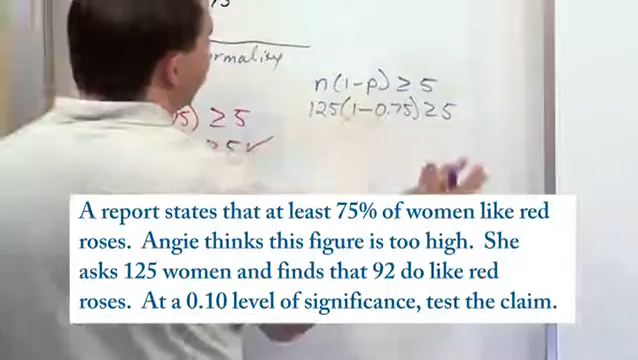 n(1-p) ≥ 5
≥ 5
125(1-0.75) ≥ 5
A report states that at least 75% of women like red
roses. Angie thinks this figure is too high. She
asks 125 women and finds that 92 do like red
roses. At a 0.10 level of significance, test the claim.